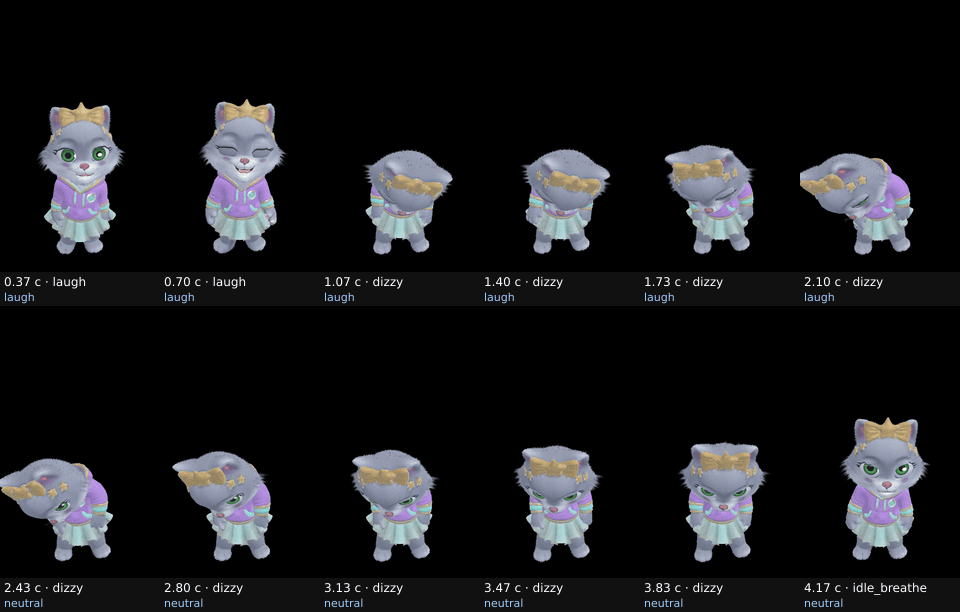 0.37 c · laugh
laugh
0.70 c · laugh
laugh
1.07 c · dizzy
laugh
1.40 c · dizzy
laugh
1.73 c · dizzy
laugh
2.10 c · dizzy
laugh
2.43 c · dizzy
neutral
2.80 c · dizzy
neutral
3.13 c · dizzy
neutral
3.47 c · dizzy
neutral
3.83 c · dizzy
neutral
4.17 c · idle_breathe
neutral